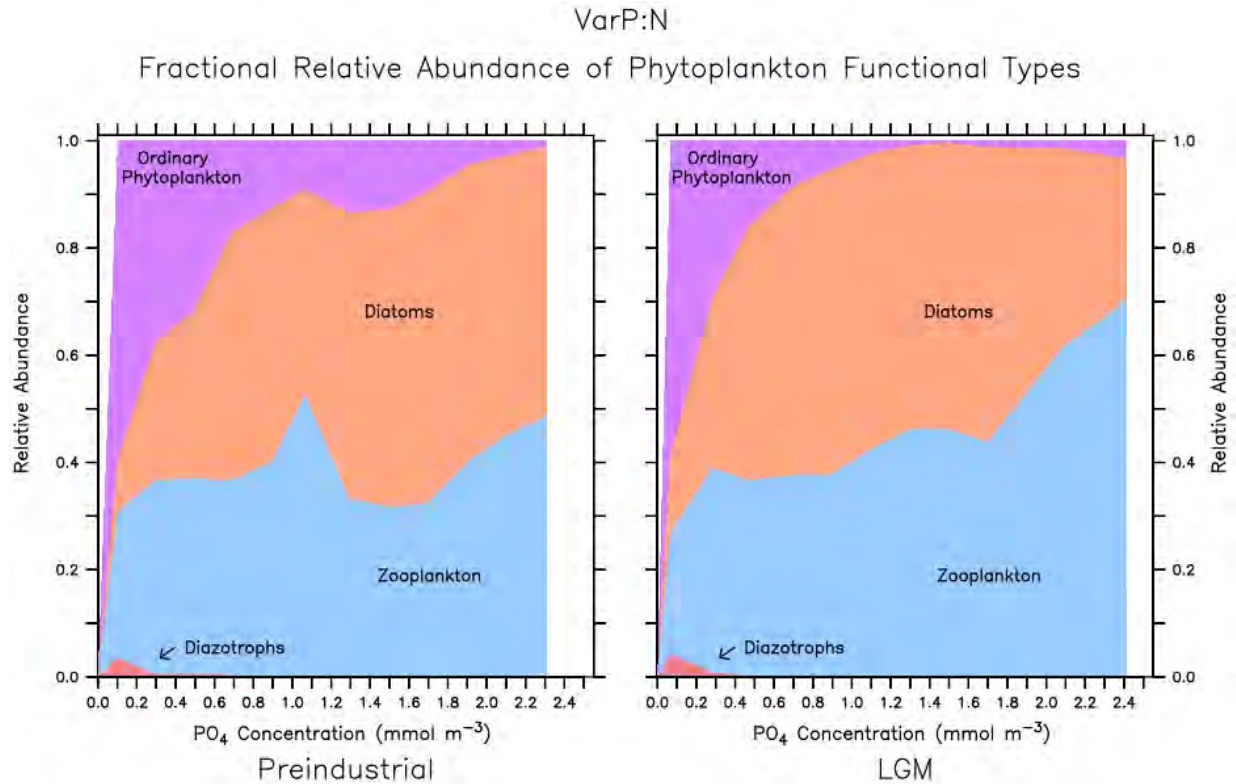 VarP:N
Fractional Relative Abundance of Phytoplankton Functional Types
Relative Abundance
1.0
0.8
0.6
0.4
0.2
0.0
Ordinary
Phytoplankton
Diatoms
Zooplankton
Diazotrophs
0.0 0.2 0.4 0.6 0.8 1.0 1.2 1.4 1.6 1.8 2.0 2.2 2.4
PO₄ Concentration (mmol m⁻³)
Preindustrial
Ordinary
Phytoplankton
Diatoms
Zooplankton
Diazotrophs
0.0 0.2 0.4 0.6 0.8 1.0 1.2 1.4 1.6 1.8 2.0 2.2 2.4
PO₄ Concentration (mmol m⁻³)
LGM
1.0
0.8
0.6
0.4
0.2
0.0
Relative Abundance